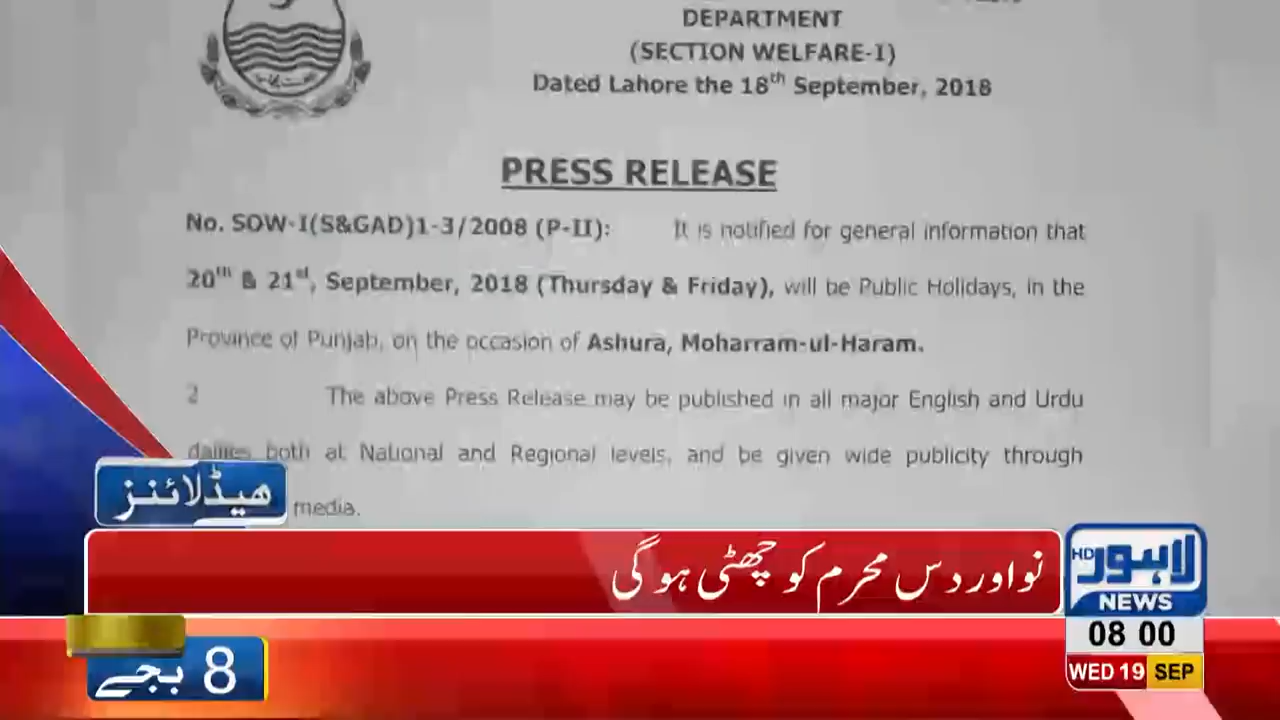 DEPARTMENT
(SECTION WELFARE-I)
Dated Lahore the 18th September, 2018
PRESS RELEASE
No. SOW-I(S&GAD)1-3/2008 (P-II): It is notified for general information that
20th & 21st, September, 2018 (Thursday & Friday), will be Public Holidays, in the
Province of Punjab, on the occasion of Ashura, Moharram-ul-Haram.
2 The above Press Release may be published in all major English and Urdu
dailies both at National and Regional levels, and be given wide publicity through
media.
ہیڈلائنز
نو اور دس محرم کو چھٹی ہوگی
HD لاہور
NEWS
08 00
WED 19 SEP
8 بجے